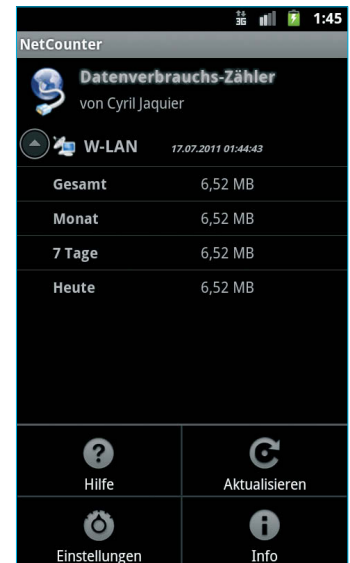 3G 1:45
NetCounter
Datenverbrauchs-Zähler
von Cyril Jaquier
W-LAN 17.07.2011 01:44:43
Gesamt 6,52 MB
Monat 6,52 MB
7 Tage 6,52 MB
Heute 6,52 MB
Hilfe Aktualisieren
Einstellungen Info